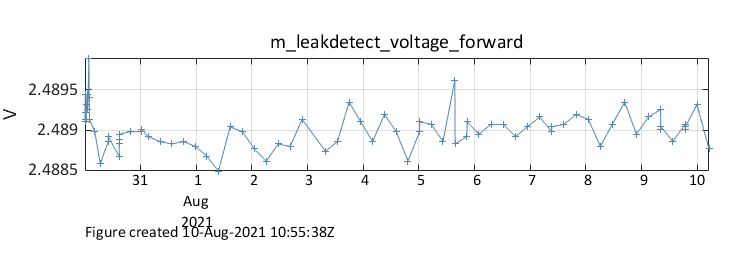 m_leakdetect_voltage_forward
V
2.4895
2.489
2.4885
31 1 2 3 4 5 6 7 8 9 10
Aug
2021
Figure created 10-Aug-2021 10:55:38Z